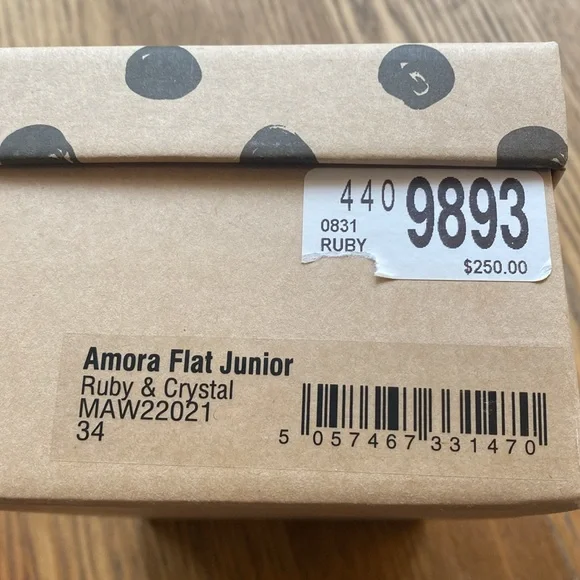 440 9893
0831
RUBY
$250.00
Amora Flat Junior
Ruby & Crystal
MAW22021
34
5 057467 331470